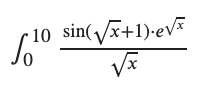 ∫₀¹⁰ sin(√x+1)·e^√x / √x